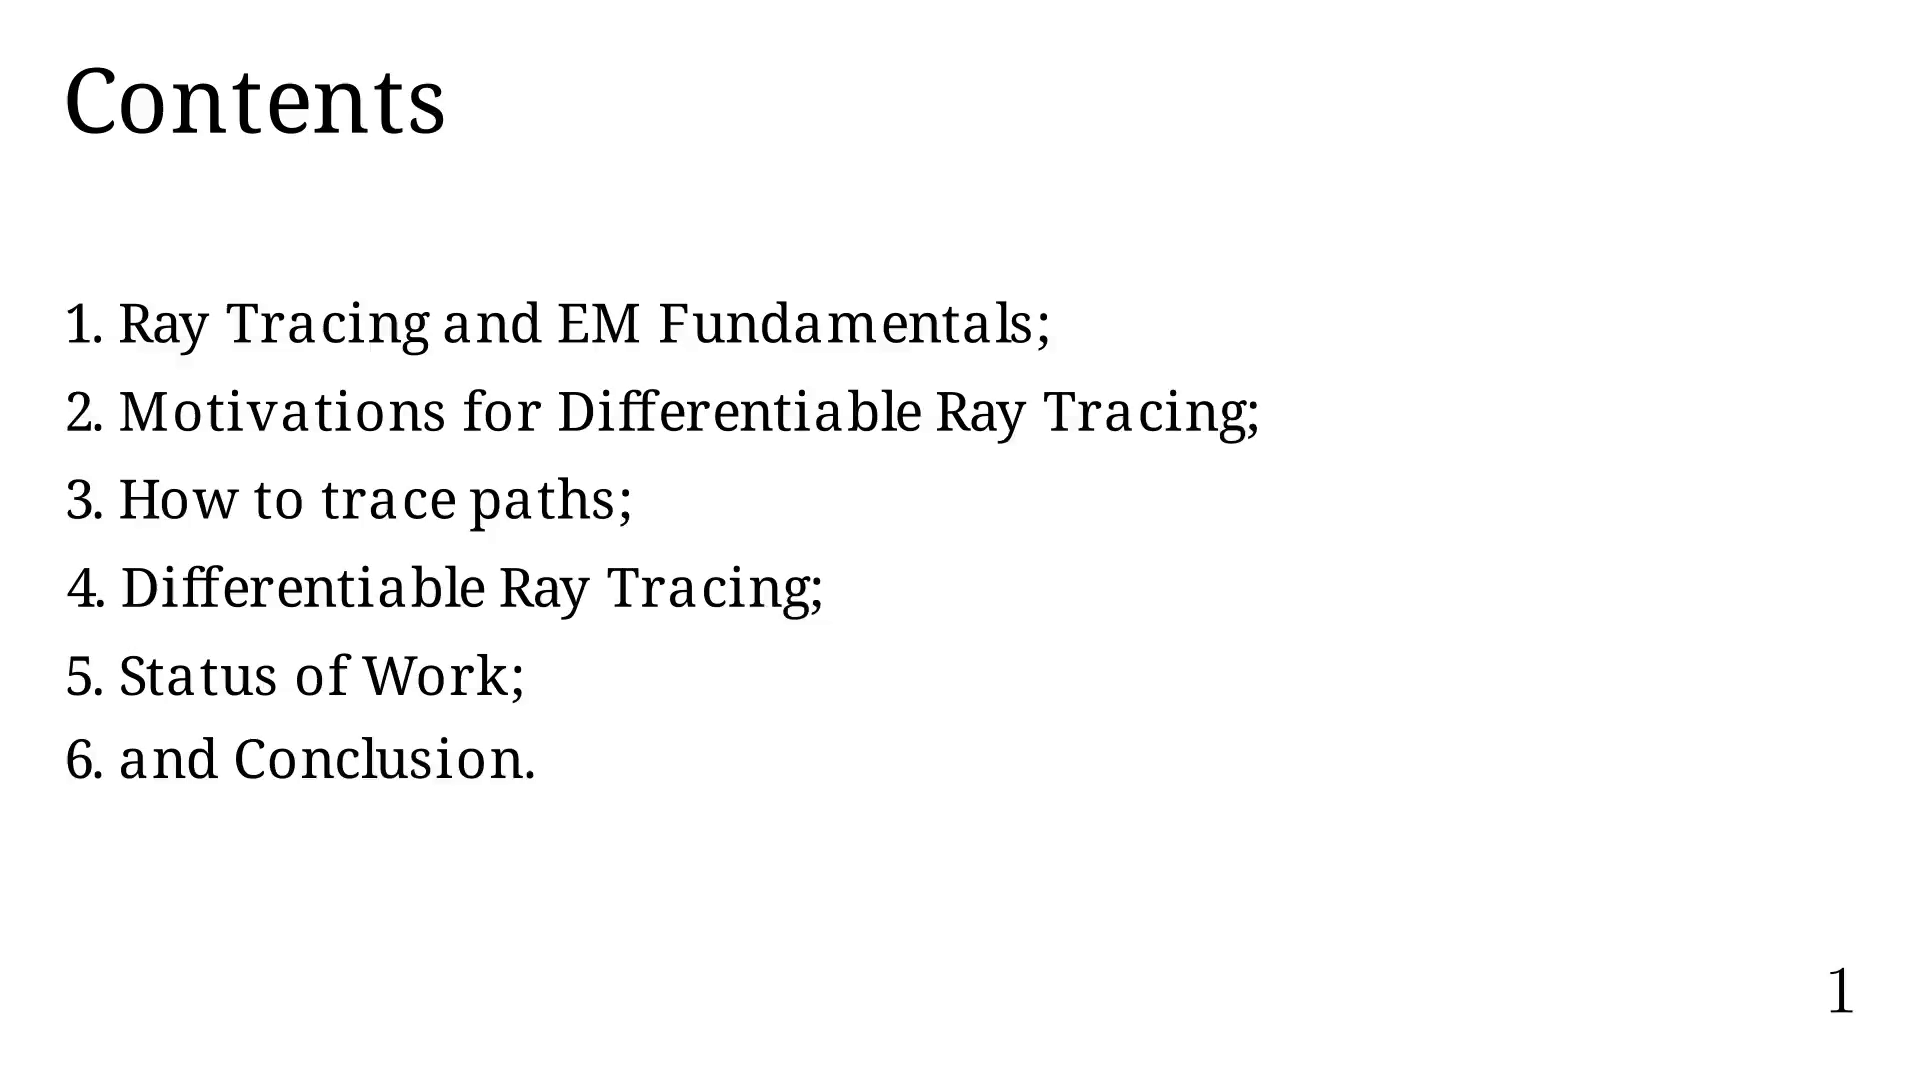 Contents
1. Ray Tracing and EM Fundamentals;
2. Motivations for Differentiable Ray Tracing;
3. How to trace paths;
4. Differentiable Ray Tracing;
5. Status of Work;
6. and Conclusion.
1